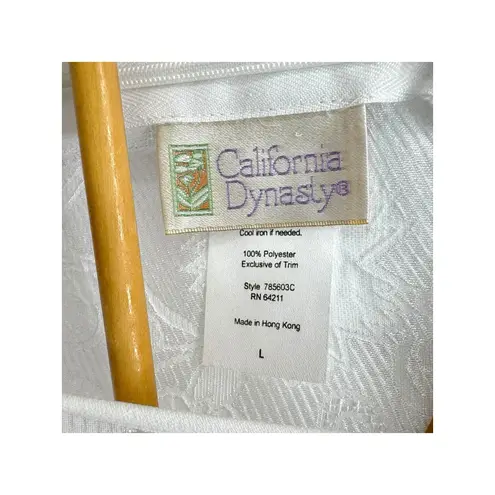 California
Dynasty®
Cool iron if needed.
100% Polyester
Exclusive of Trim
Style 785603C
RN 64211
Made in Hong Kong
L